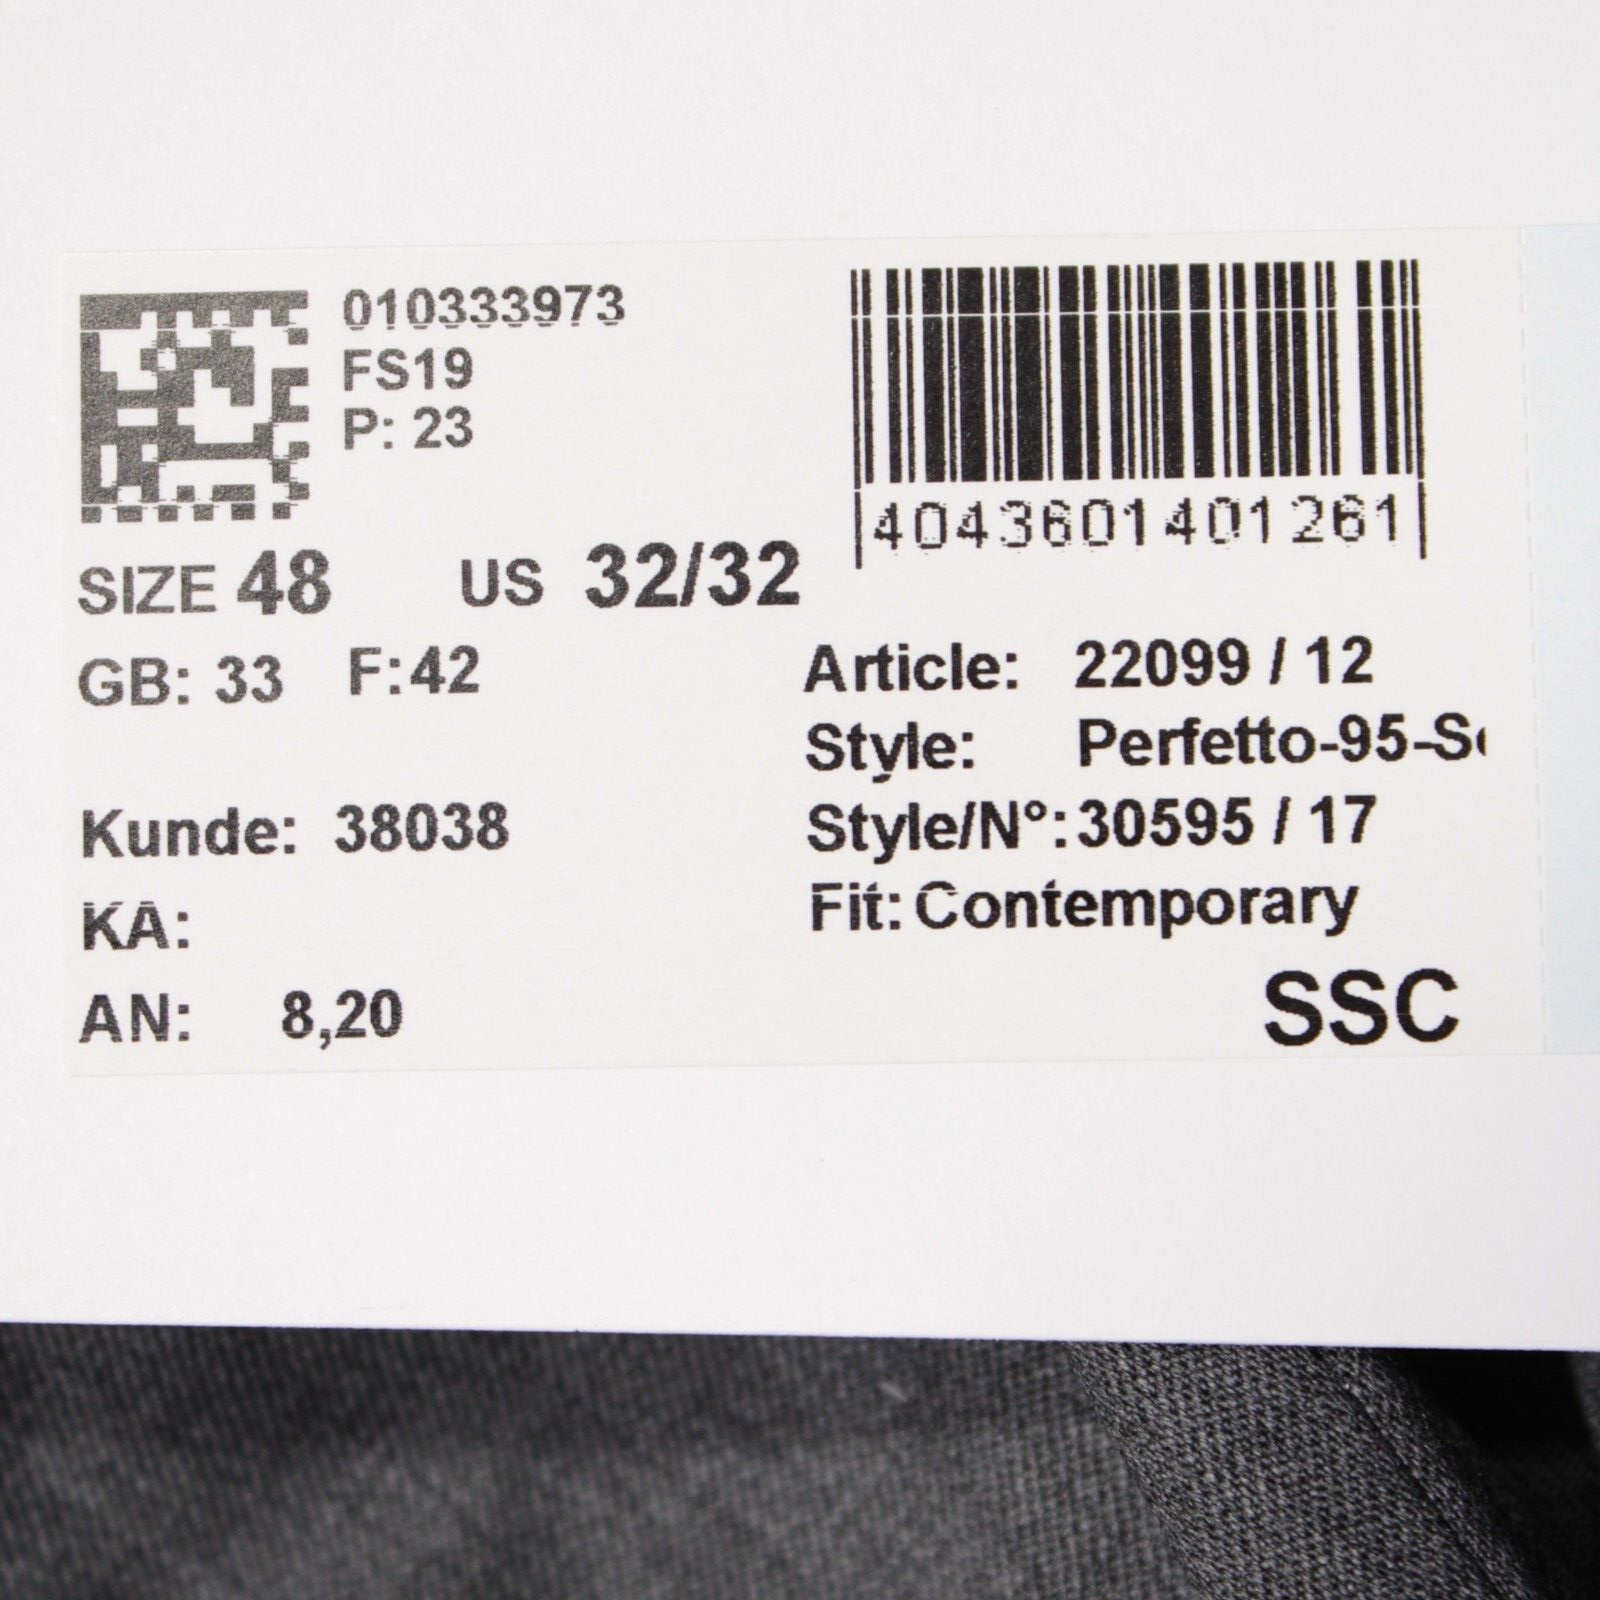 010333973
FS19
P: 23
4043601401261
SIZE 48 US 32/32
GB: 33 F:42
Article: 22099 / 12
Style: Perfetto-95-S
Style/N°: 30595 / 17
Kunde: 38038
Fit: Contemporary
KA:
SSC
AN: 8,20